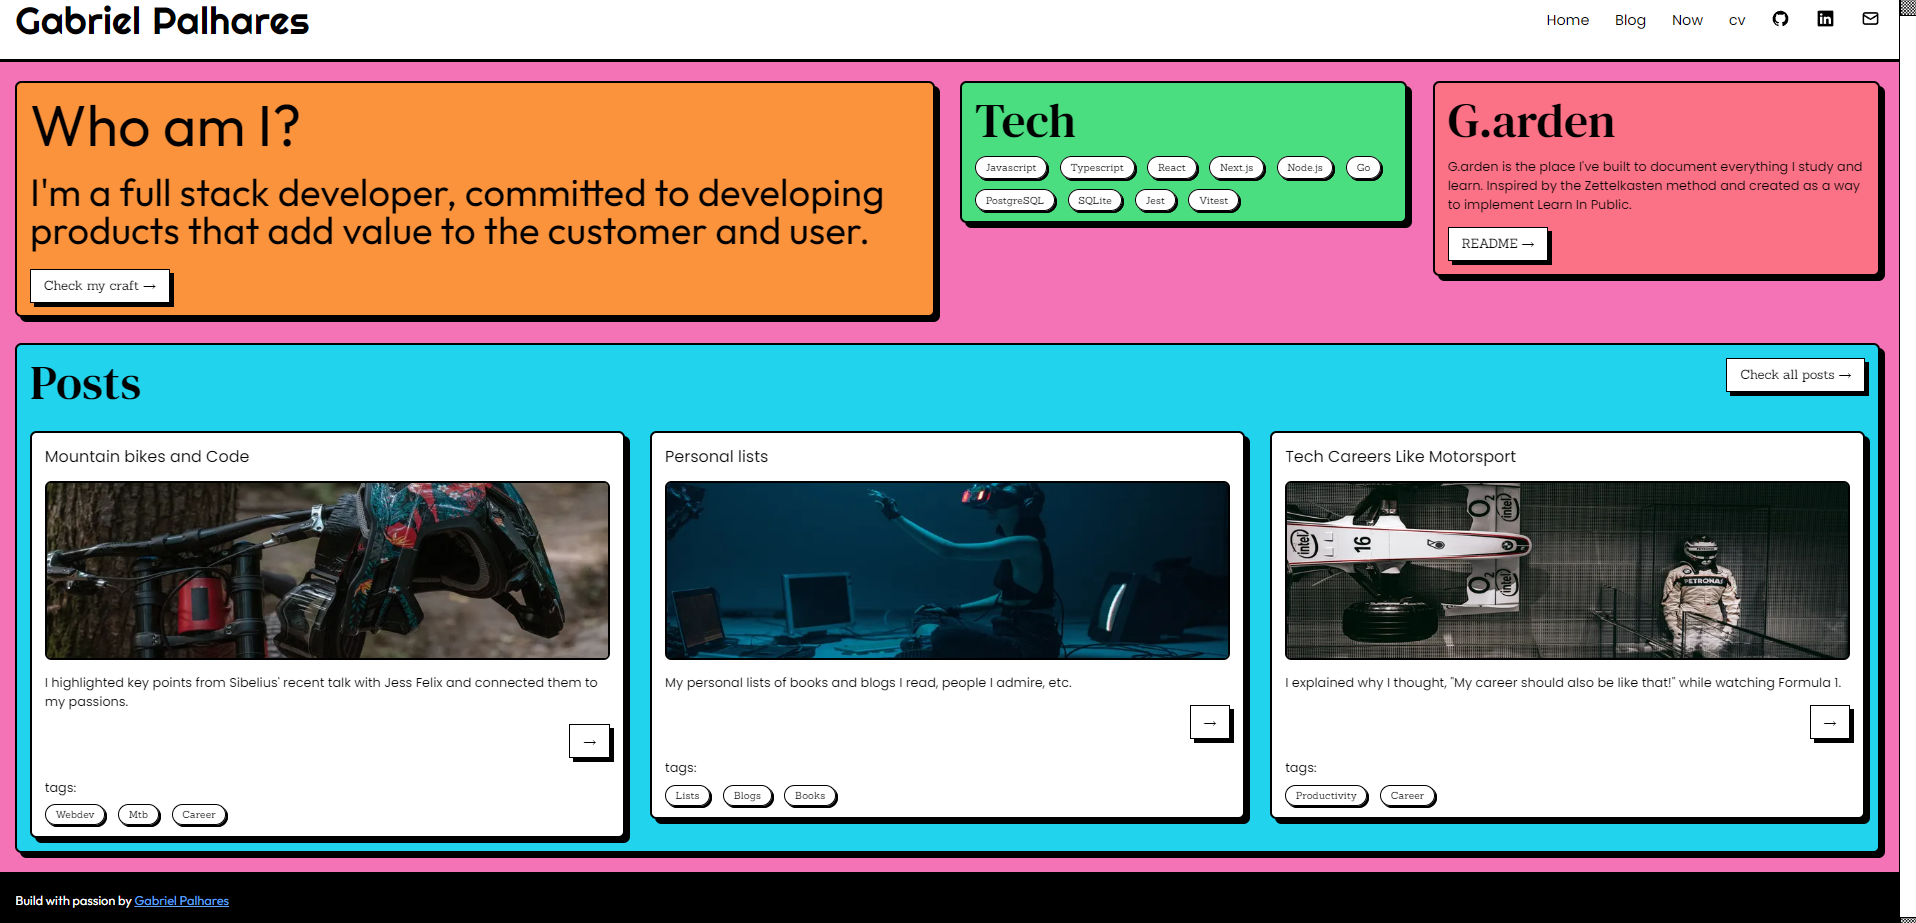 Gabriel Palhares
Home Blog Now cv
Who am I?
I'm a full stack developer, committed to developing
products that add value to the customer and user.
Check my craft →
Tech
Javascript Typescript React Next.js Node.js Go
PostgreSQL SQLite Jest Vitest
G.arden
G.arden is the place I've built to document everything I study and
learn. Inspired by the Zettelkasten method and created as a way
to implement Learn In Public.
README →
Posts
Check all posts →
Mountain bikes and Code
I highlighted key points from Sibelius' recent talk with Jess Felix and connected them to
my passions.
→
tags:
Webdev Mtb Career
Personal lists
My personal lists of books and blogs I read, people I admire, etc.
→
tags:
Lists Blogs Books
Tech Careers Like Motorsport
intel
16
O2
intel
O2
intel
PETRONAS
I explained why I thought, "My career should also be like that!" while watching Formula 1.
→
tags:
Productivity Career
Build with passion by Gabriel Palhares